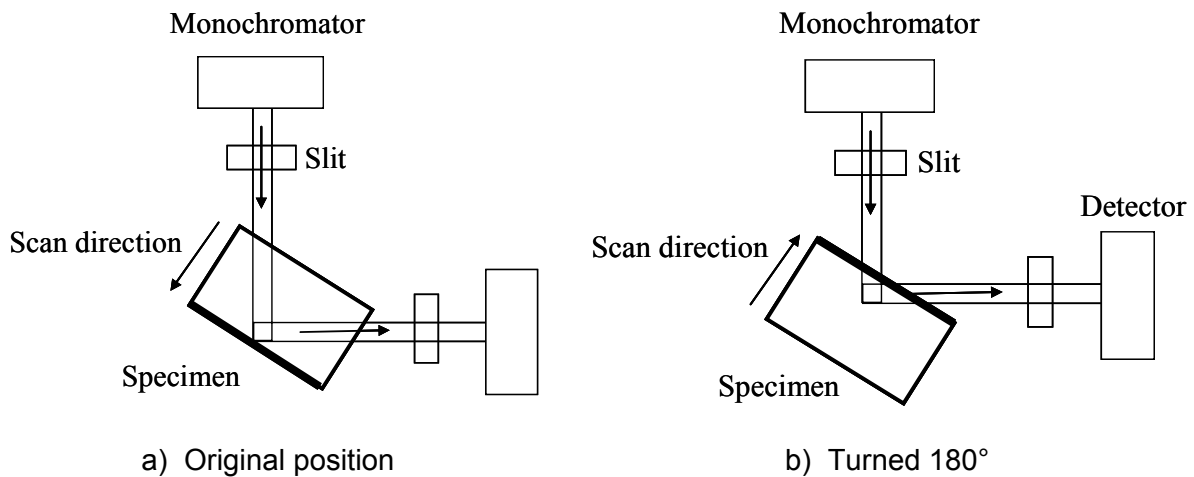 Monochromator
Slit
Scan direction
Specimen
a) Original position
Monochromator
Slit
Detector
Scan direction
Specimen
b) Turned 180°